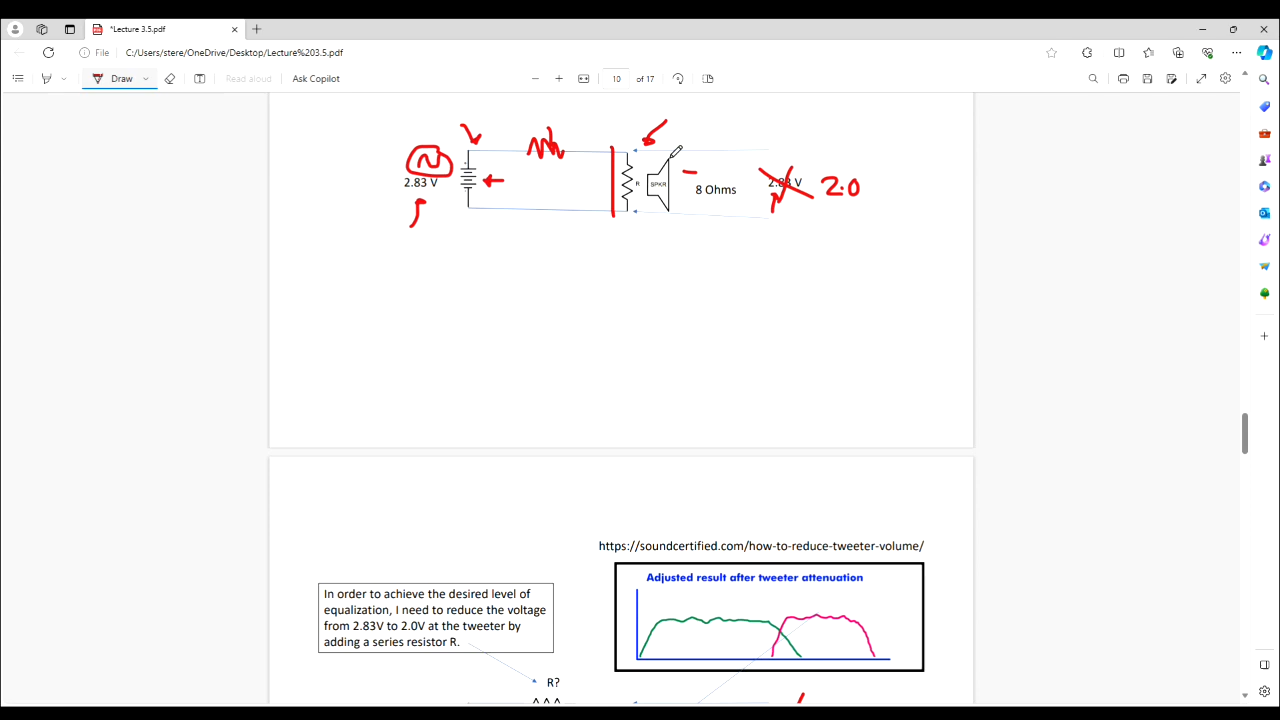 *Lecture 3.5.pdf
File C:/Users/stere/OneDrive/Desktop/Lecture%203.5.pdf
Draw Read aloud Ask Copilot 10 of 17
2.83 V R SPKR 8 Ohms V 2.0
https://soundcertified.com/how-to-reduce-tweeter-volume/
Adjusted result after tweeter attenuation
In order to achieve the desired level of
equalization, I need to reduce the voltage
from 2.83V to 2.0V at the tweeter by
adding a series resistor R.
R?